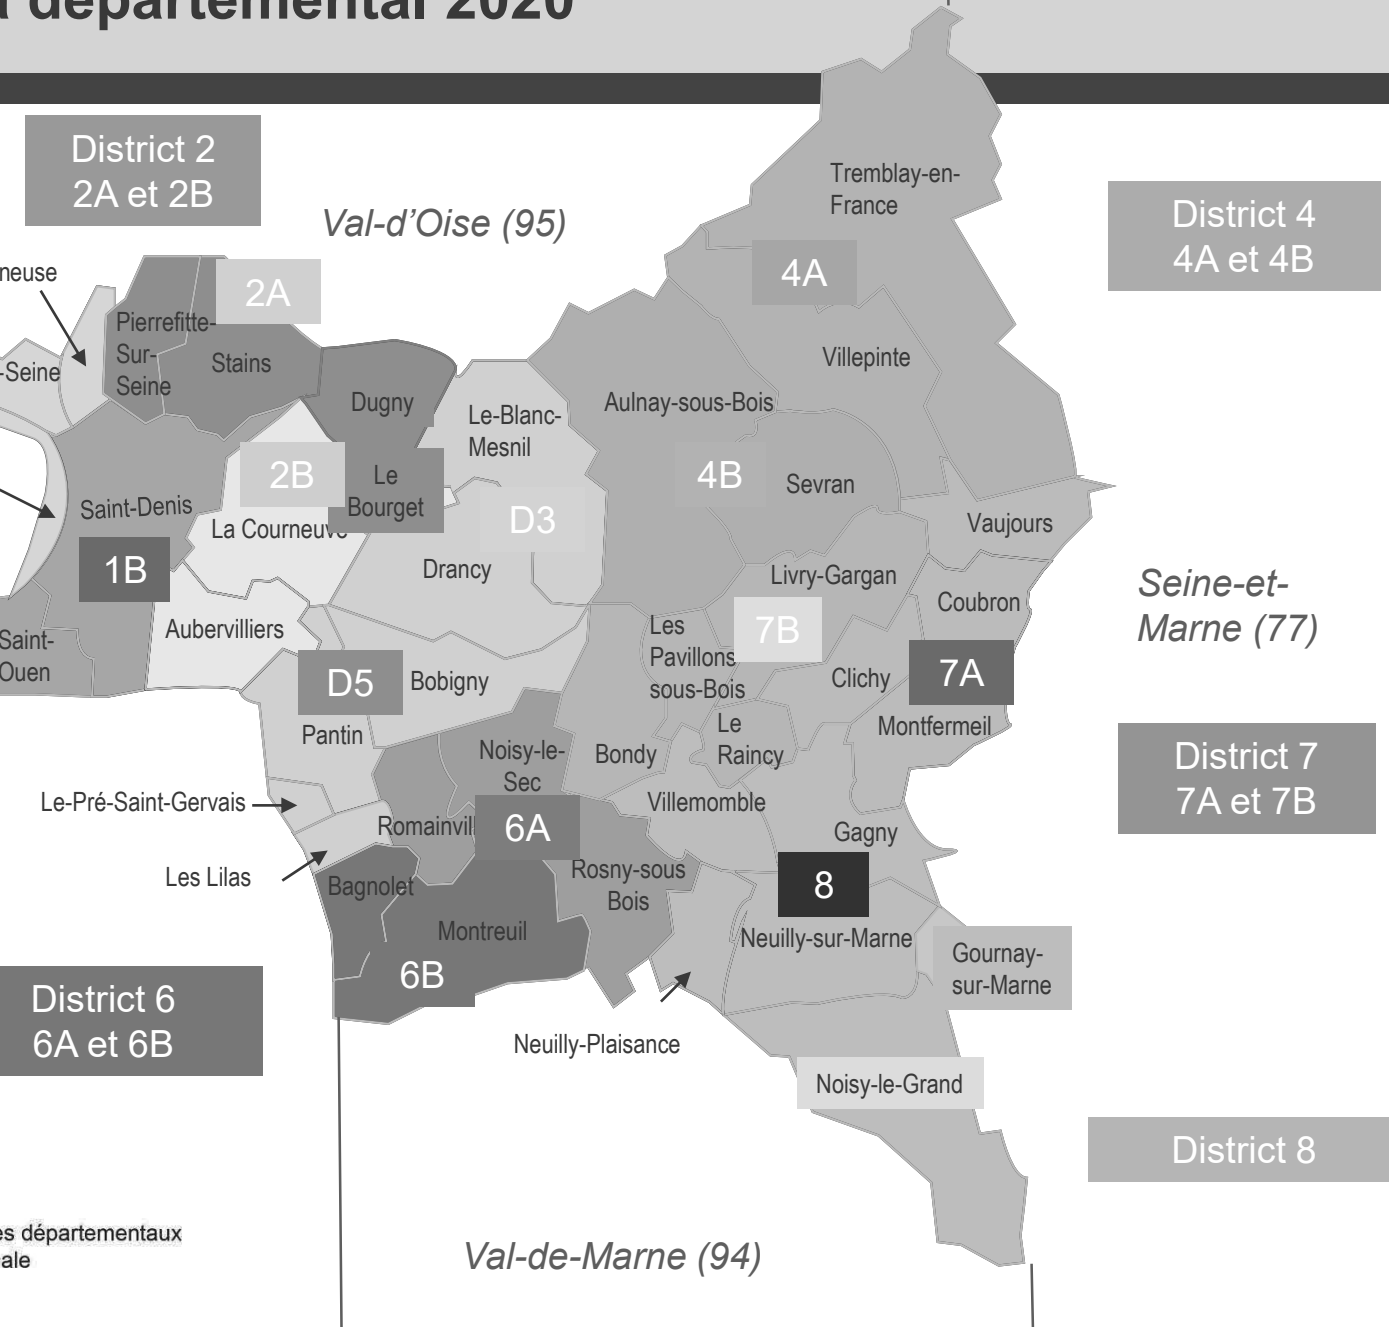 départemental 2020
District 2
2A et 2B
Val-d’Oise (95)
Tremblay-en-
France
District 4
4A et 4B
neuse
2A
4A
Pierrefitte-
Sur-
Seine
-Seine
Stains
Villepinte
Dugny
Le-Blanc-
Mesnil
Aulnay-sous-Bois
2B
Le
Bourget
4B
Sevran
Saint-Denis
La Courneuve
D3
Vaujours
1B
Drancy
Livry-Gargan
Seine-et-
Marne (77)
Coubron
Saint-
Ouen
Aubervilliers
Les
Pavillons
sous-Bois
7B
D5
Bobigny
Clichy
7A
Pantin
Noisy-le-
Sec
Bondy
Le
Raincy
Montfermeil
District 7
7A et 7B
Le-Pré-Saint-Gervais
Villemomble
Romainvil
6A
Gagny
Les Lilas
Bagnolet
Rosny-sous
Bois
8
Montreuil
6B
Neuilly-sur-Marne
Gournay-
sur-Marne
District 6
6A et 6B
Neuilly-Plaisance
Noisy-le-Grand
District 8
es départementaux
ale
Val-de-Marne (94)